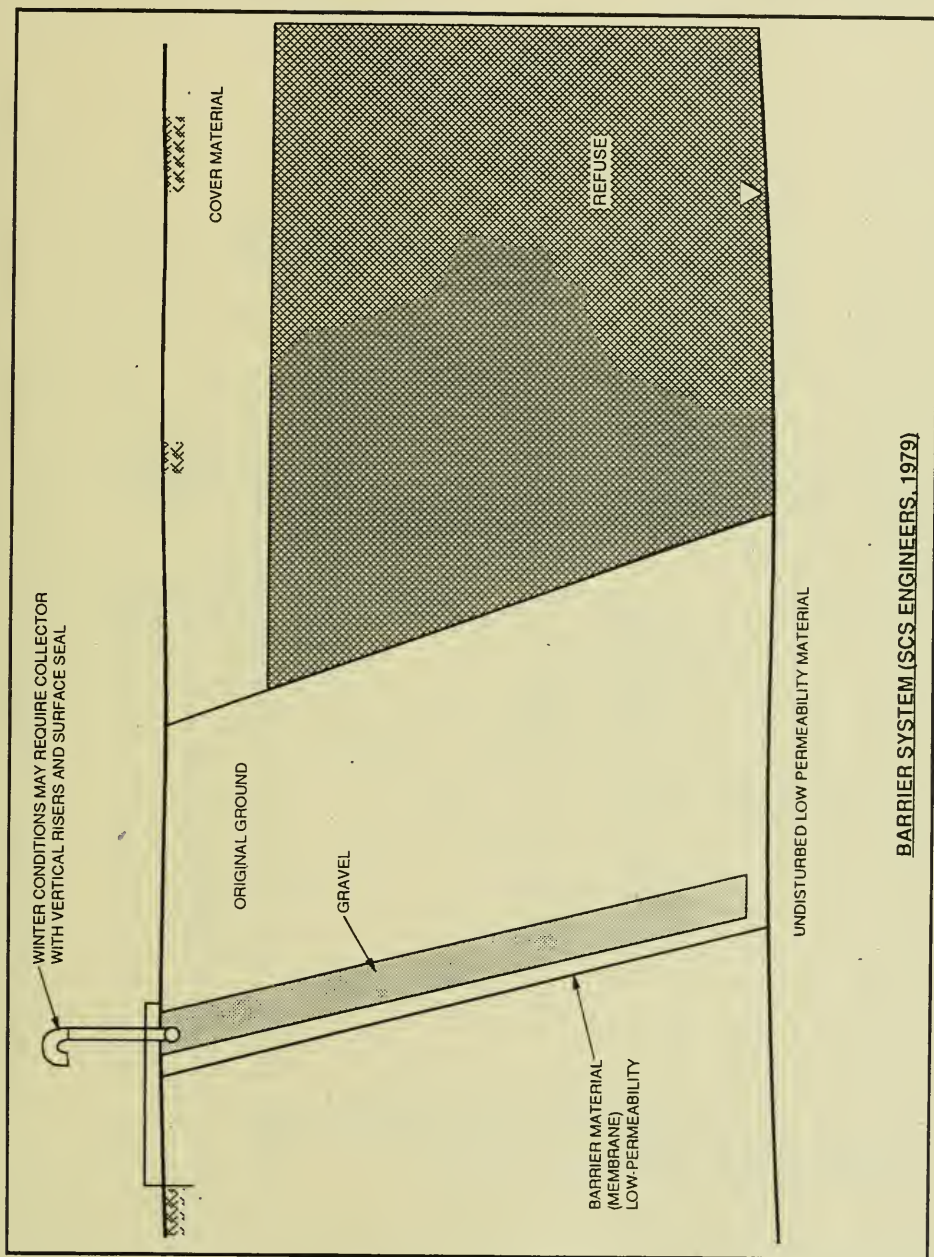 WINTER CONDITIONS MAY REQUIRE COLLECTOR
WITH VERTICAL RISERS AND SURFACE SEAL
COVER MATERIAL
ORIGINAL GROUND
GRAVEL
REFUSE
BARRIER MATERIAL
(MEMBRANE)
LOW-PERMEABILITY
UNDISTURBED LOW PERMEABILITY MATERIAL
BARRIER SYSTEM (SCS ENGINEERS, 1979)